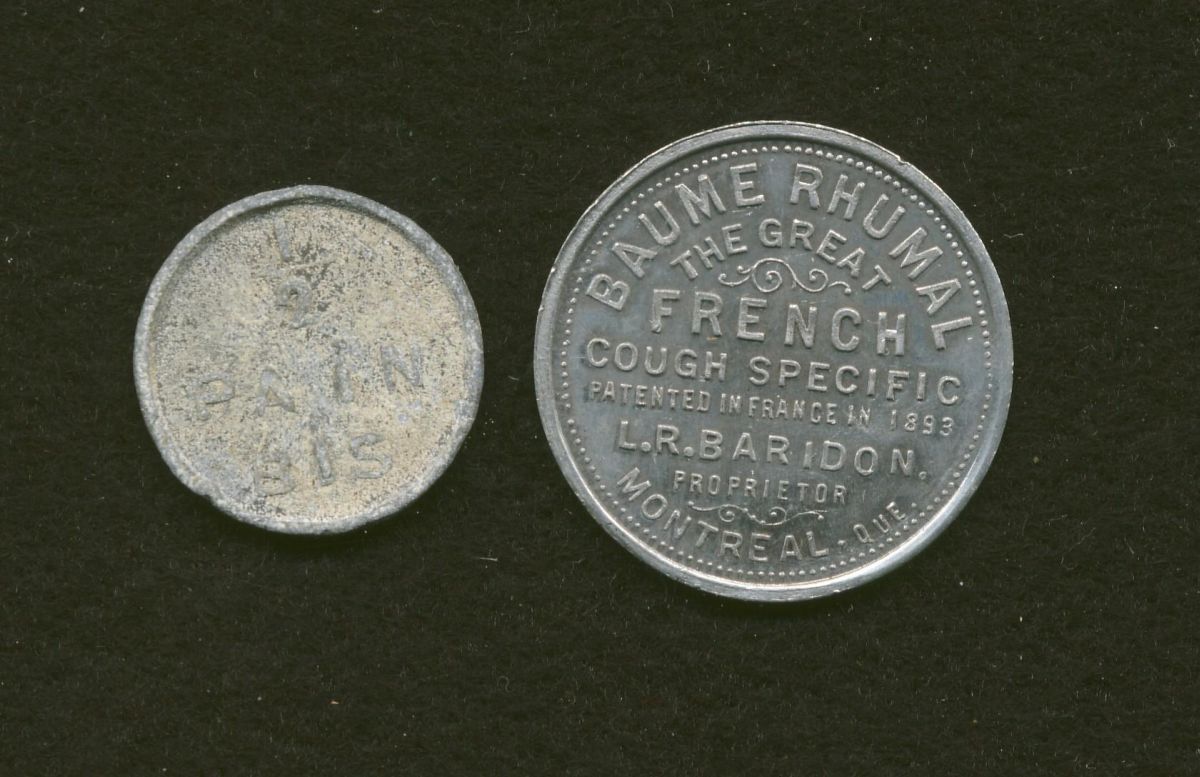 1
2
PAIN
BIS
BAUME RHUMAL
THE GREAT
FRENCH
COUGH SPECIFIC
PATENTED IN FRANCE IN 1893
L.R.BARIDON.
PROPRIETOR
MONTREAL. QUE.